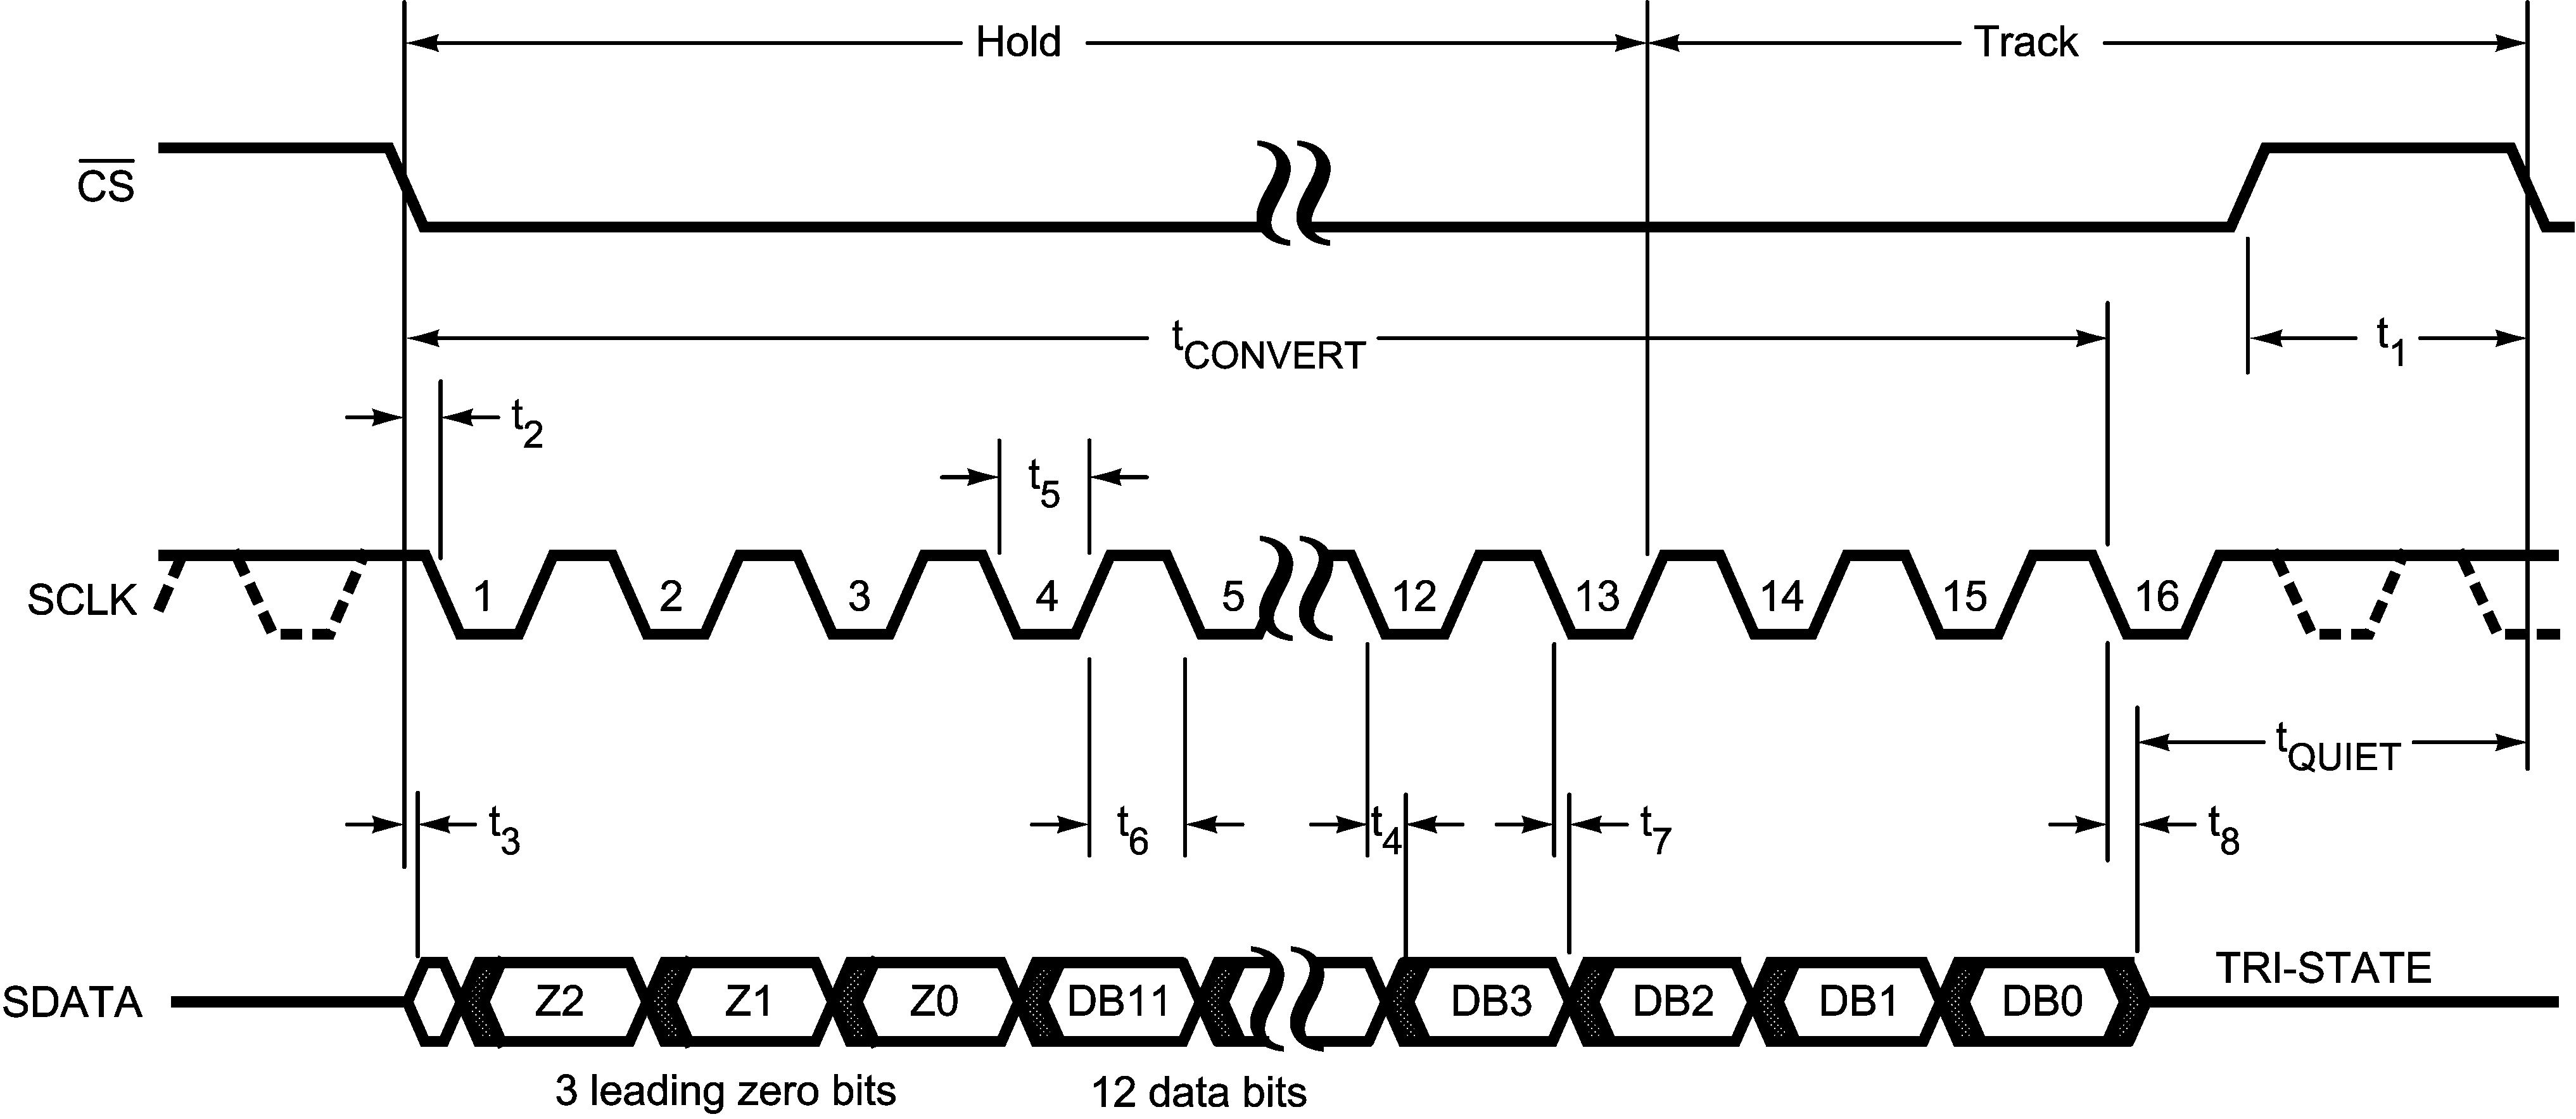 Hold Track
CS
tCONVERT t1
t2
t5
SCLK 1 2 3 4 5 12 13 14 15 16
tQUIET
t3 t6 t4 t7 t8
TRI-STATE
SDATA Z2 Z1 Z0 DB11 DB3 DB2 DB1 DB0
3 leading zero bits 12 data bits